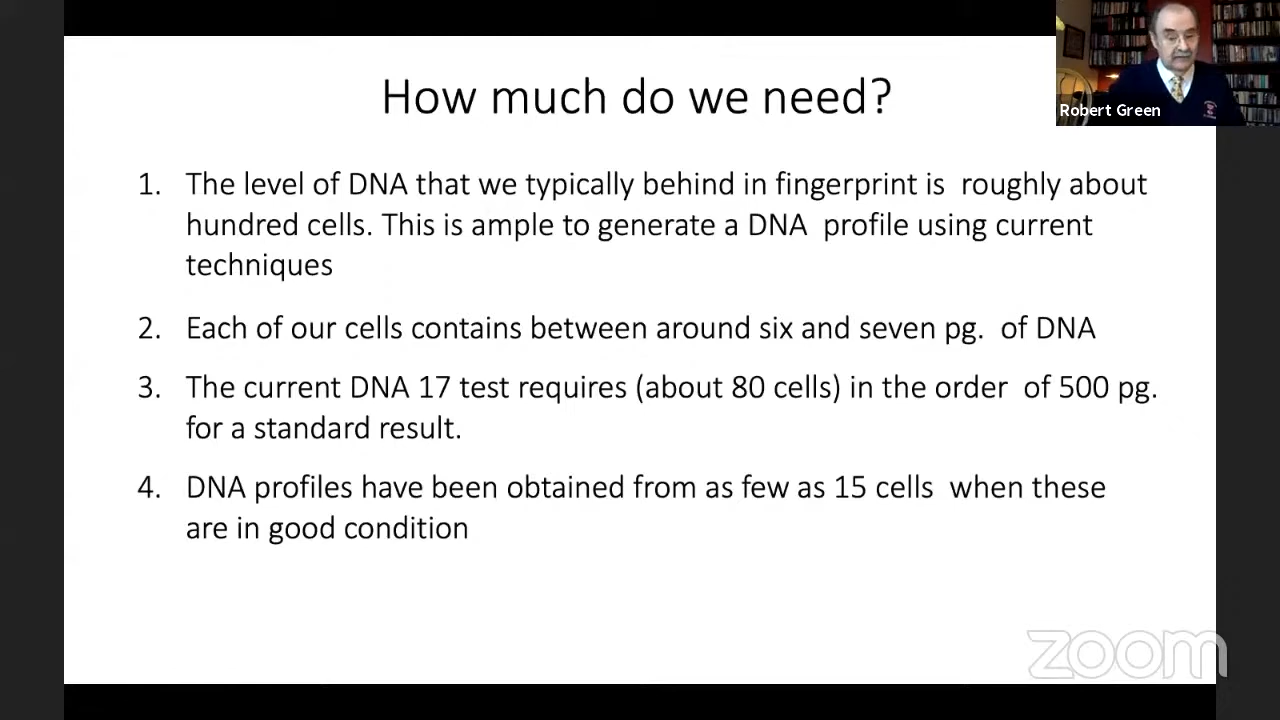 How much do we need?
Robert Green
1. The level of DNA that we typically behind in fingerprint is roughly about
hundred cells. This is ample to generate a DNA profile using current
techniques
2. Each of our cells contains between around six and seven pg. of DNA
3. The current DNA 17 test requires (about 80 cells) in the order of 500 pg.
for a standard result.
4. DNA profiles have been obtained from as few as 15 cells when these
are in good condition
zoom